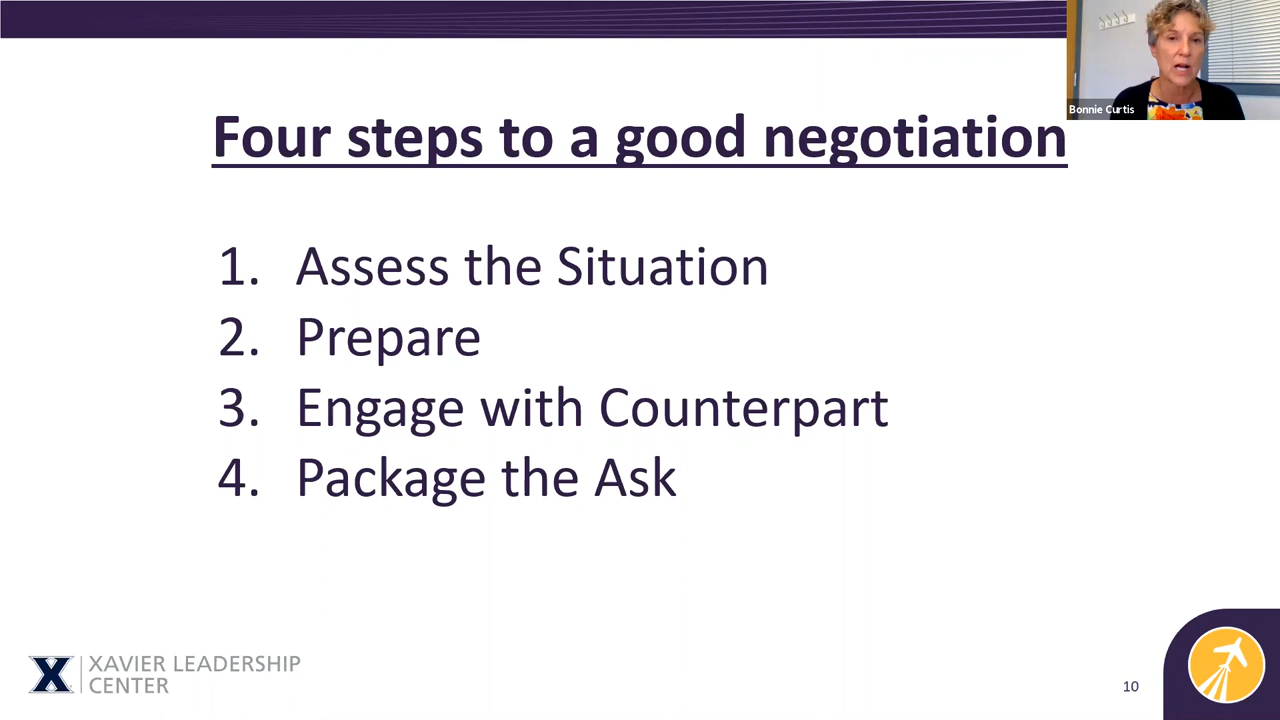 Bonnie Curtis
Four steps to a good negotiation
1. Assess the Situation
2. Prepare
3. Engage with Counterpart
4. Package the Ask
X XAVIER LEADERSHIP
CENTER
10